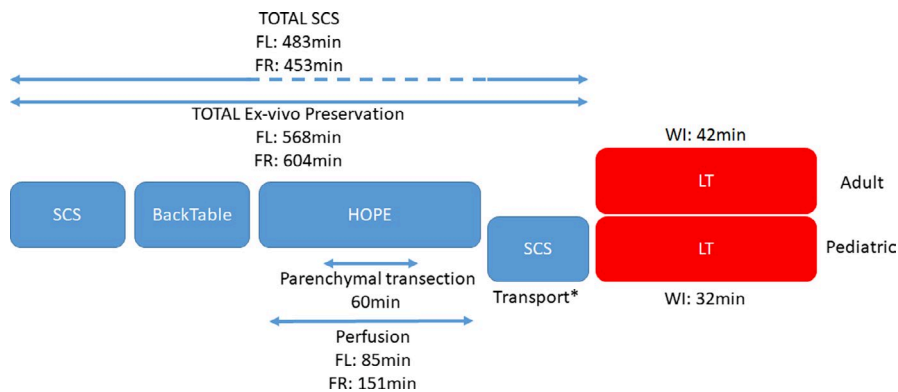 TOTAL SCS
FL: 483min
FR: 453min
TOTAL Ex-vivo Preservation
FL: 568min
FR: 604min
WI: 42min
SCS
BackTable
HOPE
LT
Adult
SCS
LT
Pediatric
Parenchymal transection
60min
Transport*
WI: 32min
Perfusion
FL: 85min
FR: 151min